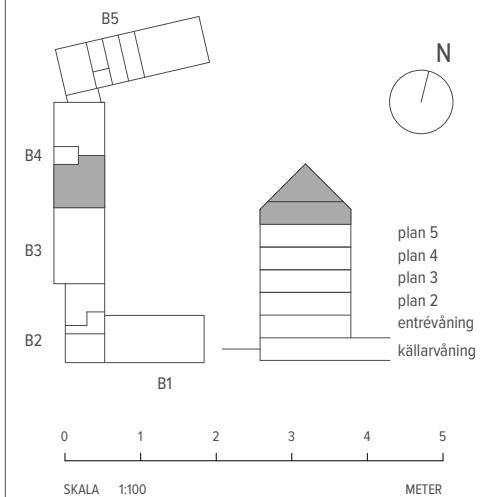 B5
N
B4
B3
B2
B1
plan 5
plan 4
plan 3
plan 2
entrévåning
källarvåning
0 1 2 3 4 5
SKALA 1:100 METER